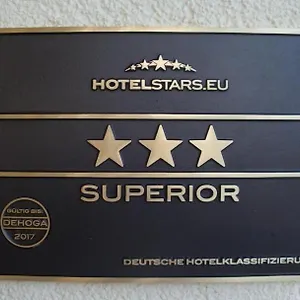 HOTELSTARS.EU
SUPERIOR
GÜLTIG BIS:
DEHOGA
2017
DEUTSCHE HOTELKLASSIFIZIERU